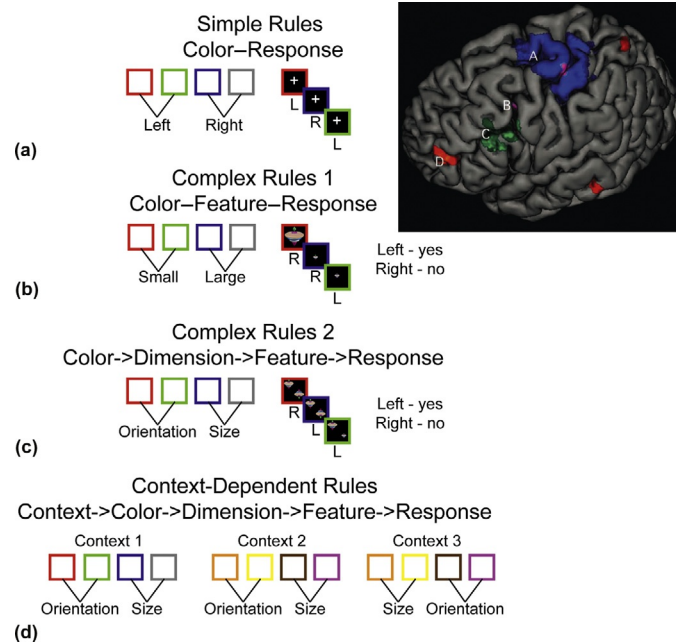 Simple Rules
Color–Response
Left Right
L
R
L
(a)
A
B
C
D
Complex Rules 1
Color–Feature–Response
Small Large
R
R
L
Left - yes
Right - no
(b)
Complex Rules 2
Color->Dimension->Feature->Response
Orientation Size
R
L
L
Left - yes
Right - no
(c)
Context-Dependent Rules
Context->Color->Dimension->Feature->Response
Context 1 Context 2 Context 3
Orientation Size Orientation Size Size Orientation
(d)